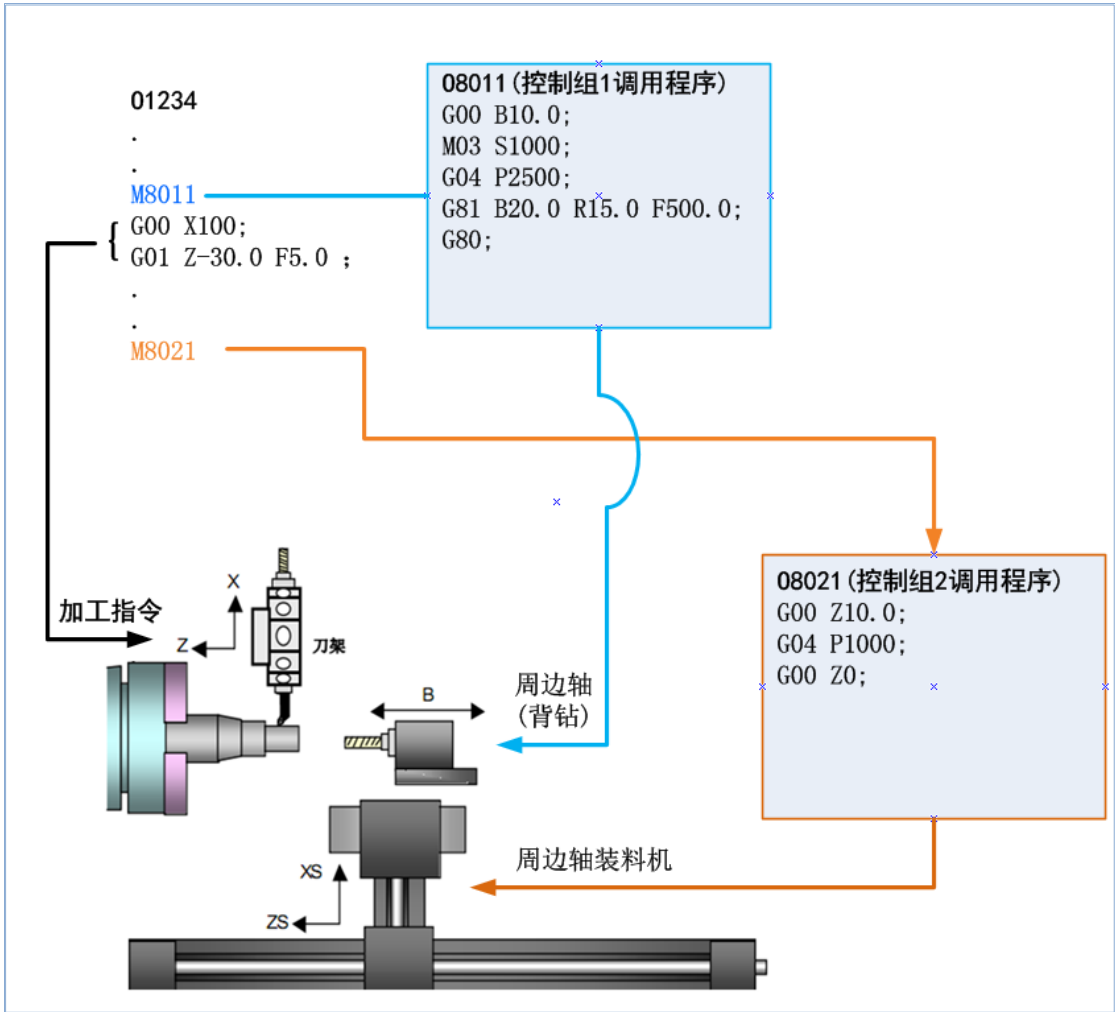 O1234
.
.
M8011
G00 X100;
{
G01 Z-30.0 F5.0 ;
.
.
M8021
O8011(控制组1调用程序)
G00 B10.0;
M03 S1000;
G04 P2500;
G81 B20.0 R15.0 F500.0;
G80;
O8021(控制组2调用程序)
G00 Z10.0;
G04 P1000;
G00 Z0;
加工指令
X
Z
刀架
B
周边轴
(背钻)
XS
ZS
周边轴装料机